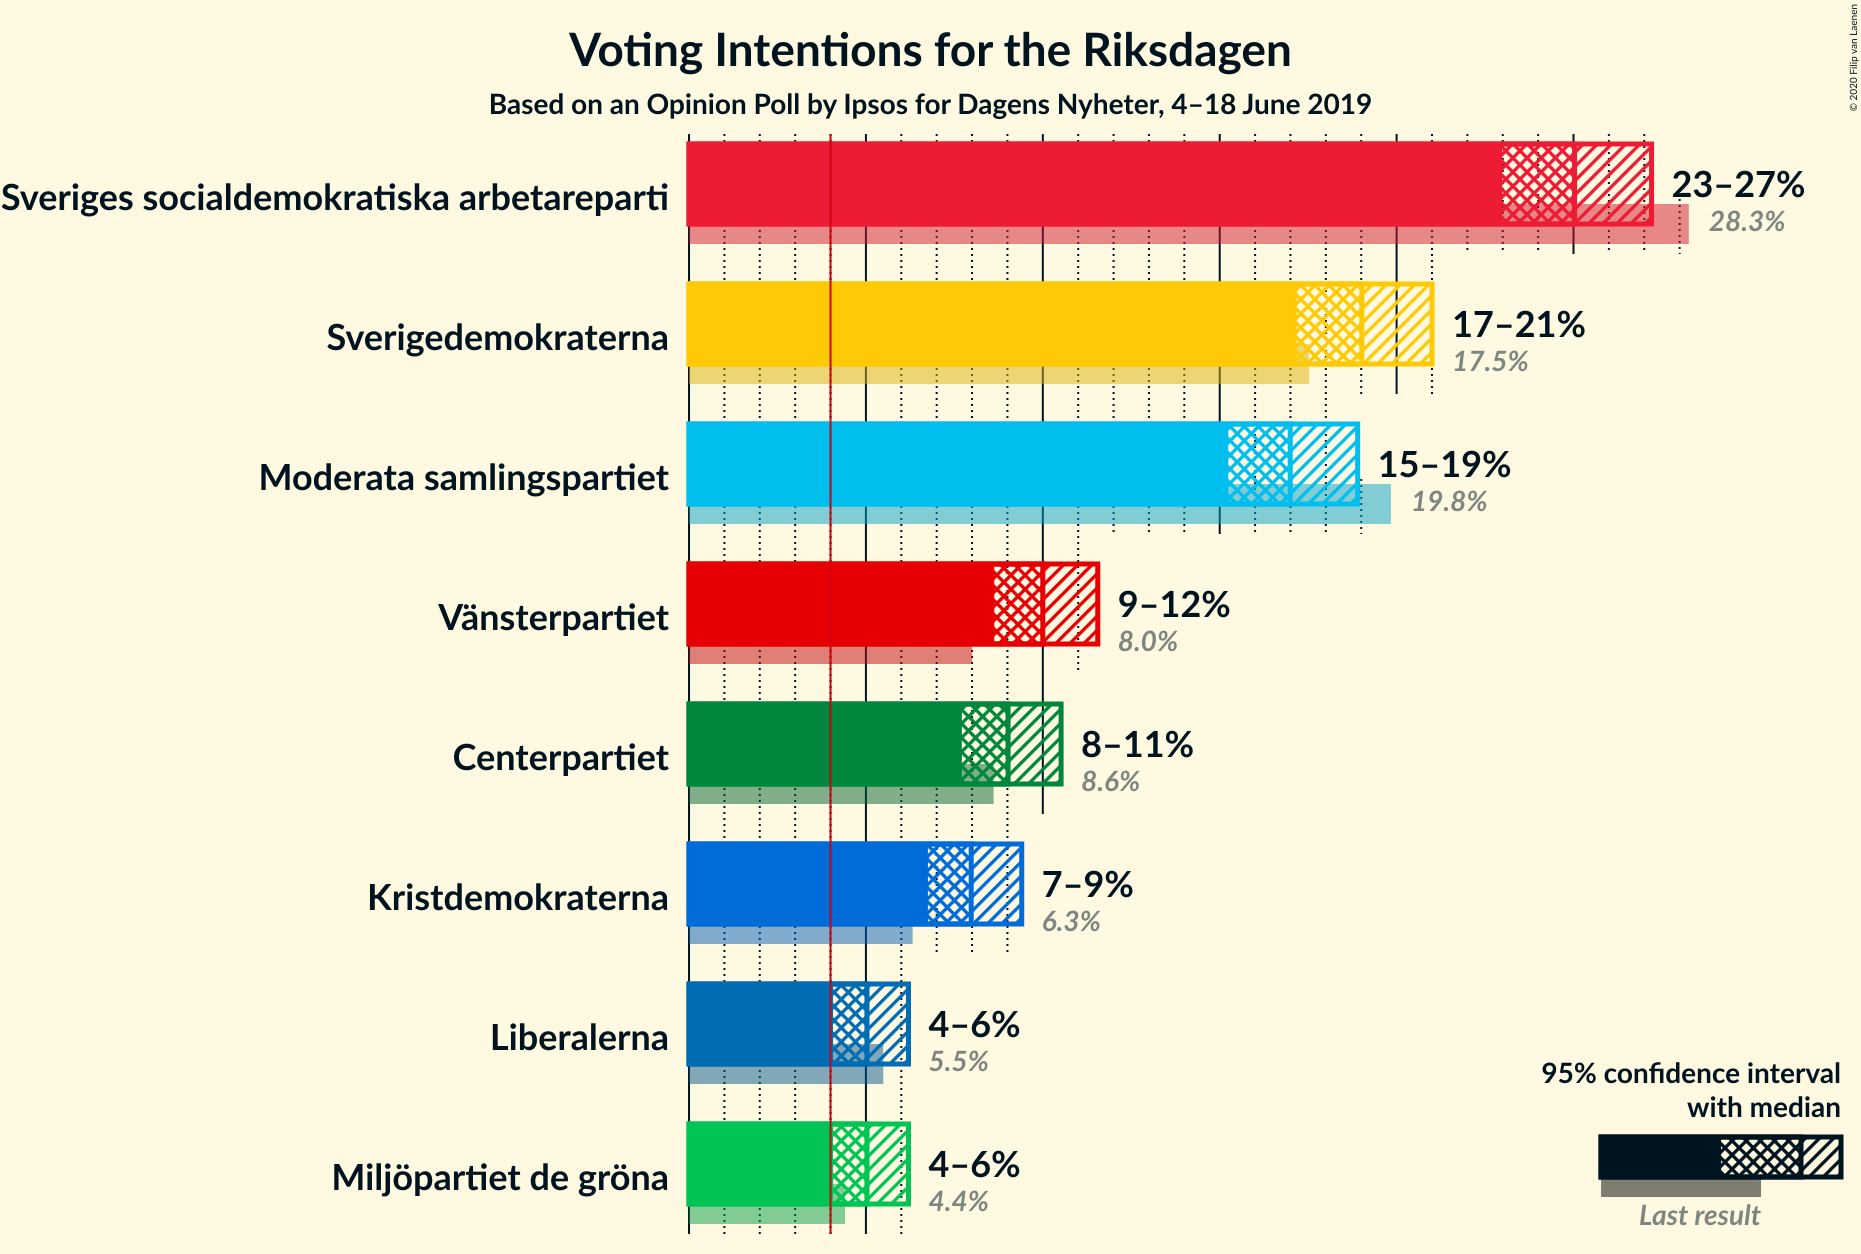 Voting Intentions for the Riksdagen
Based on an Opinion Poll by Ipsos for Dagens Nyheter, 4–18 June 2019
© 2020 Filip van Laenen
Sveriges socialdemokratiska arbetareparti
23–27%
28.3%
Sverigedemokraterna
17–21%
17.5%
Moderata samlingspartiet
15–19%
19.8%
Vänsterpartiet
9–12%
8.0%
Centerpartiet
8–11%
8.6%
Kristdemokraterna
7–9%
6.3%
Liberalerna
4–6%
5.5%
Miljöpartiet de gröna
4–6%
4.4%
95% confidence interval
with median
Last result